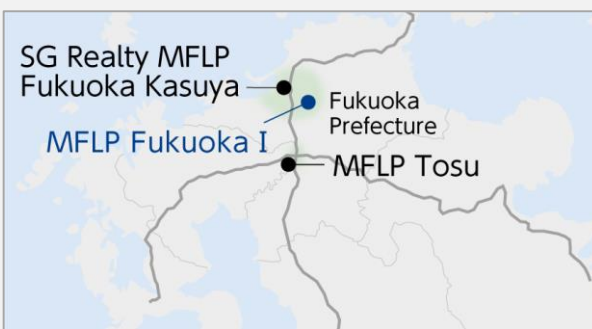 SG Realty MFLP
Fukuoka Kasuya
MFLP Fukuoka I
Fukuoka
Prefecture
MFLP Tosu